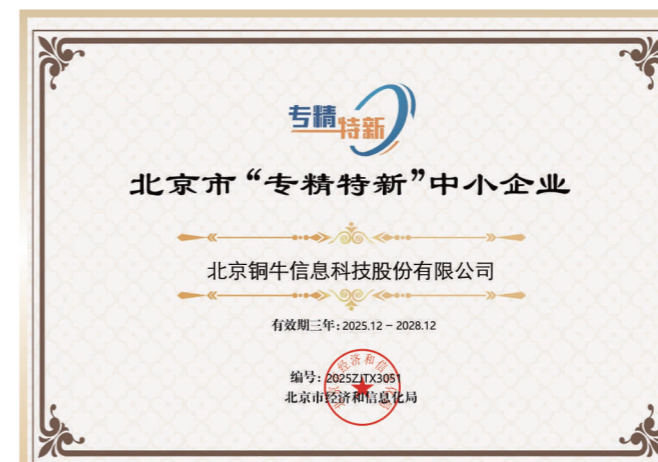 专精
特新
北京市“专精特新”中小企业
北京铜牛信息科技股份有限公司
有效期三年：2025.12 – 2028.12
编号：2025ZJTX3051
北京市经济和信息化局